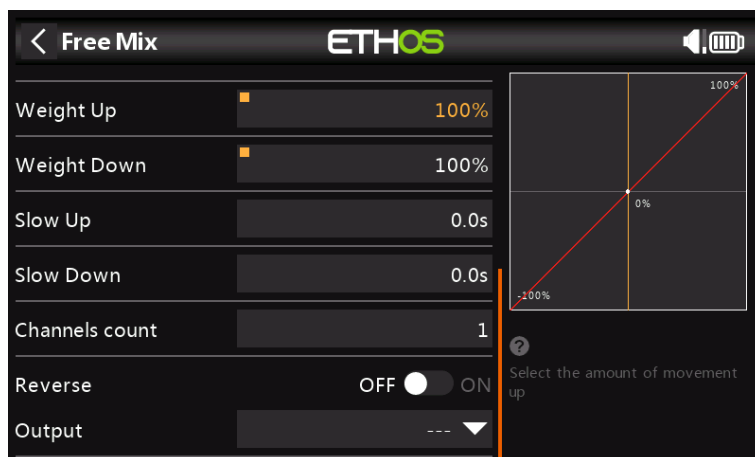 Free Mix
ETHOS
Weight Up
100%
Weight Down
100%
Slow Up
0.0s
Slow Down
0.0s
Channels count
1
Reverse
OFF ON
Output
---
100%
0%
-100%
?
Select the amount of movement
up